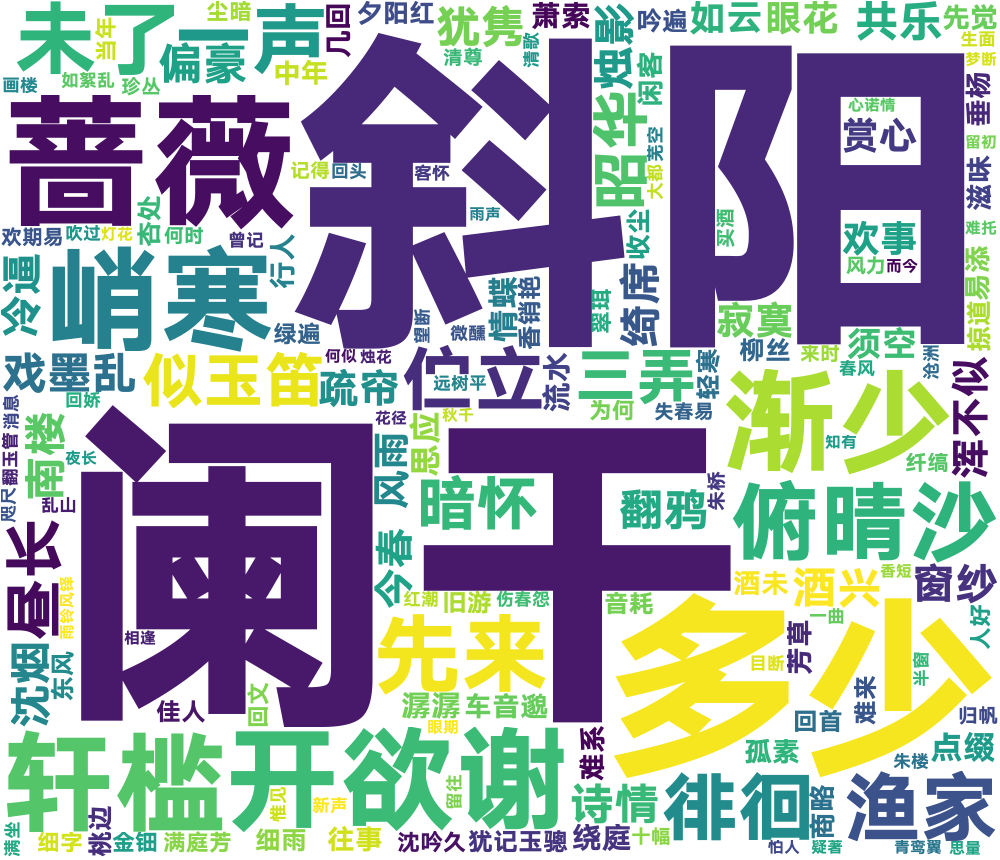 未了一声
尘暗
当年
偏豪
中年
几回
夕阳红
犹隽
清尊
清歌
萧索
吟遍
烛影
闲客
如云
眼花
共乐
先觉
生面
梦断
画楼
如絮乱
珍丛
蔷薇
斜阳
心诺情
赏心
垂杨
留初
滋味
难托
昭华
芜空
大都
记得
回头
客怀
雨声
买酒
欢事
风力
而今
欢期易
吹过
灯花
杳处
何时
曾记
行人
收尘
掠道易添
冷逼
峭寒
绿遍
望断
微醺
情蝶
香销艳
翠珥
绮席
寂寞
柳丝
来时
须空
春风
沧洲
戏墨乱
似玉笛
何似
烛花
疏帘
伫立
远树平
流水
三弄
轻寒
为何
失春易
渐少
知有
浑不似
纤缟
回娇
消息
翻玉管
南楼
夜长
咫尺
花径
秋千
思应
风雨
暗怀
翻鸦
朱桥
俯晴沙
香短
阑干
今春
昼长
雨铃风铎
红潮
旧游
伤春怨
音耗
酒未
酒兴
一曲
窗纱
人好
相逢
先来
多少
目断
芳草
半窗
沈烟
东风
佳人
回文
潺潺
车音邈
眼期
难来
回首
归帆
轩槛
开欲谢
难系
孤素
朱楼
点缀
惟见
新声
留往
诗情
徘徊
商略
渔家
满坐
细字
桃边
金钿
满庭芳
细雨
往事
沈吟久
犹记玉骢
绕庭
十幅
怕人
疑著
青鸾翼
思量